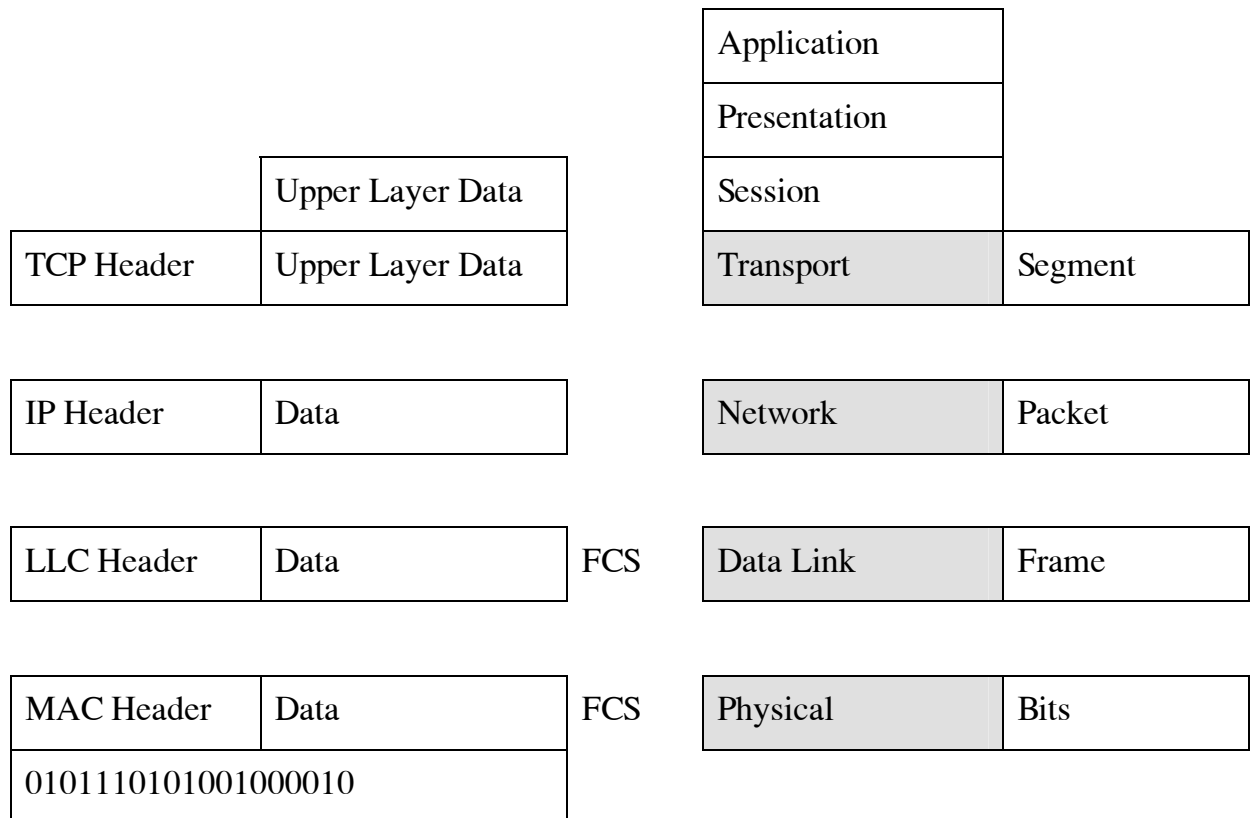 Application
Presentation
Upper Layer Data Session
TCP Header Upper Layer Data Transport Segment
IP Header Data Network Packet
LLC Header Data FCS Data Link Frame
MAC Header Data FCS Physical Bits
0101110101001000010